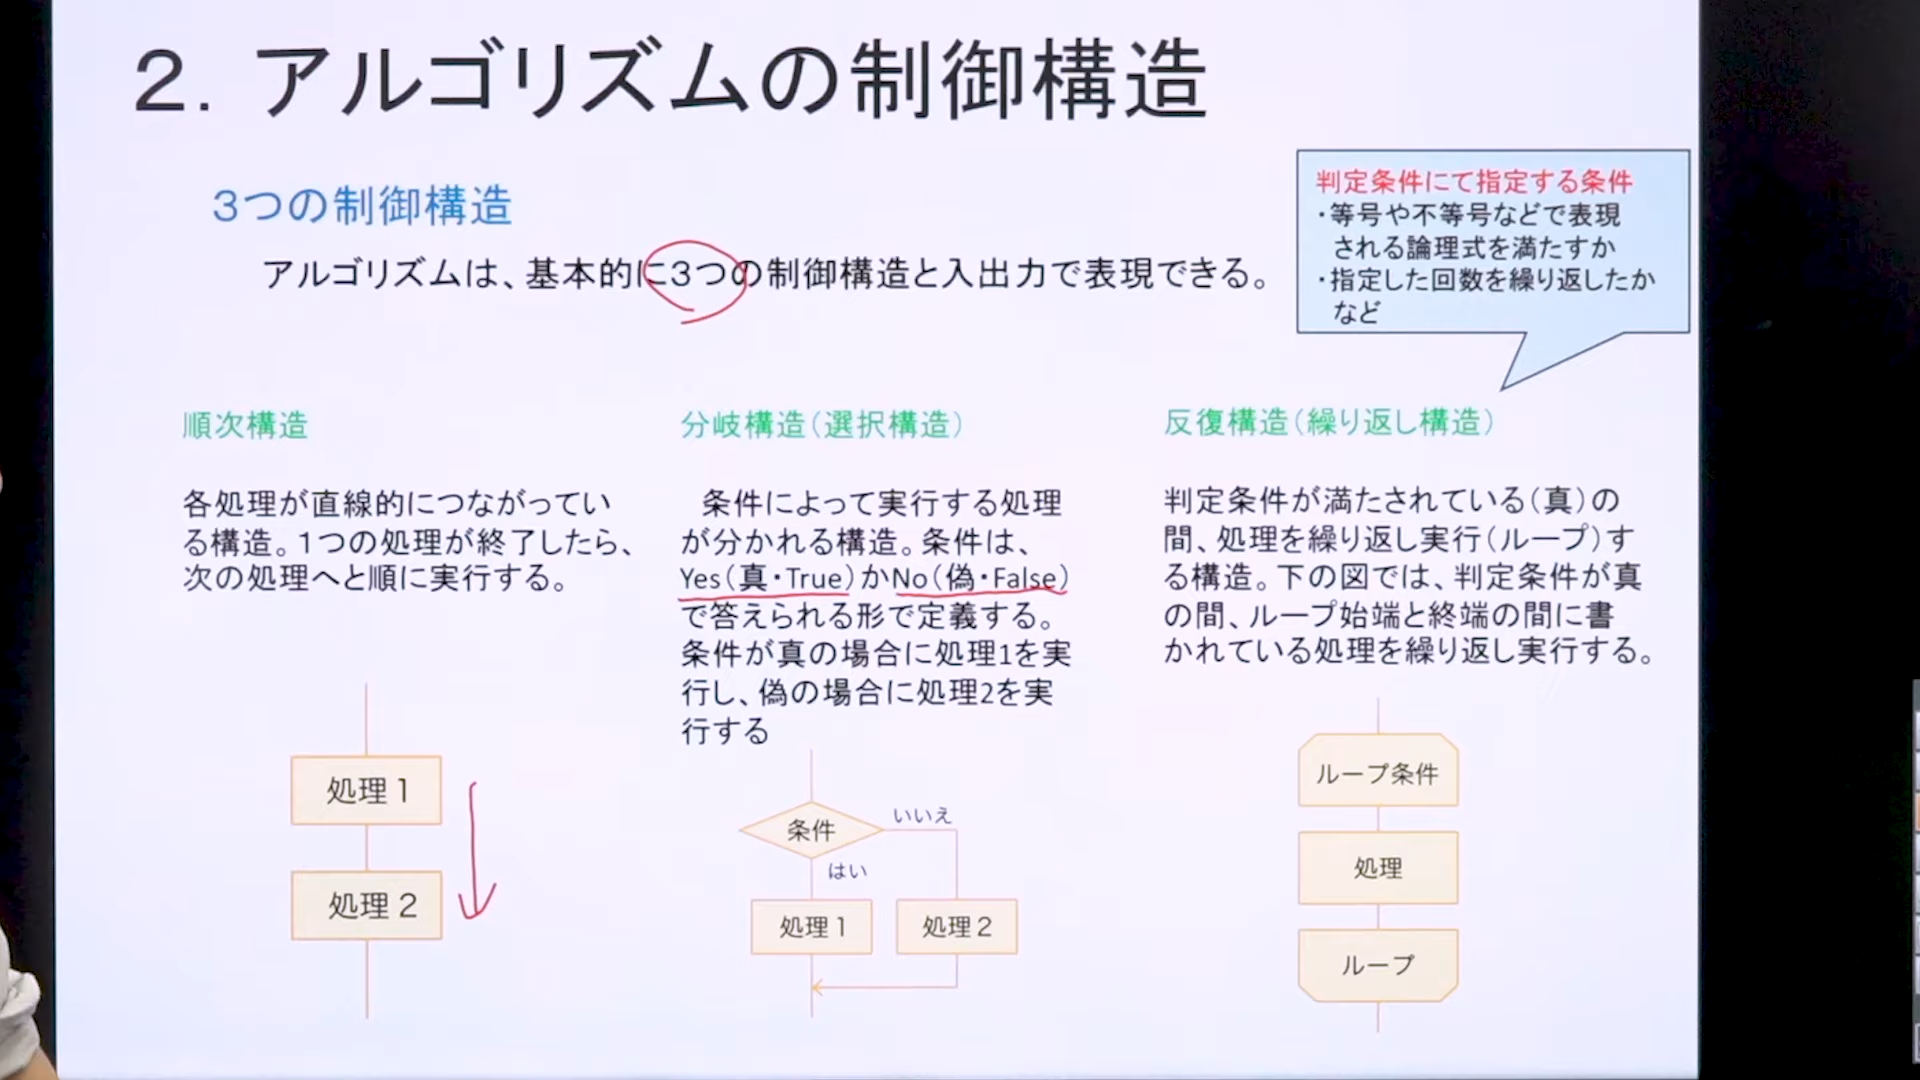 ２．アルゴリズムの制御構造
３つの制御構造
アルゴリズムは、基本的に３つの制御構造と入出力で表現できる。
判定条件にて指定する条件
・等号や不等号などで表現
される論理式を満たすか
・指定した回数を繰り返したか
など
順次構造
各処理が直線的につながってい
る構造。１つの処理が終了したら、
次の処理へと順に実行する。
処理１
処理２
分岐構造（選択構造）
条件によって実行する処理
が分かれる構造。条件は、
Yes（真・True）かNo（偽・False）
で答えられる形で定義する。
条件が真の場合に処理1を実
行し、偽の場合に処理2を実
行する
条件
いいえ
はい
処理１
処理２
反復構造（繰り返し構造）
判定条件が満たされている（真）の
間、処理を繰り返し実行（ループ）す
る構造。下の図では、判定条件が真
の間、ループ始端と終端の間に書
かれている処理を繰り返し実行する。
ループ条件
処理
ループ